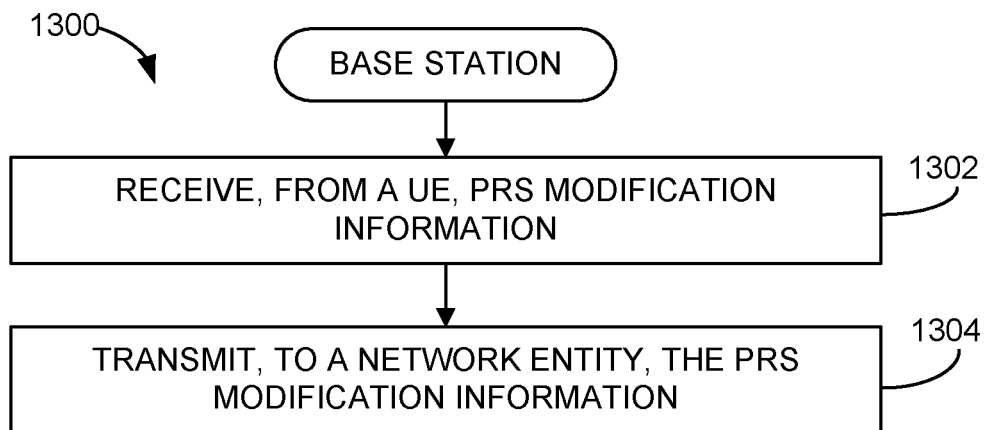 1300
BASE STATION
1302
RECEIVE, FROM A UE, PRS MODIFICATION
INFORMATION
1304
TRANSMIT, TO A NETWORK ENTITY, THE PRS
MODIFICATION INFORMATION